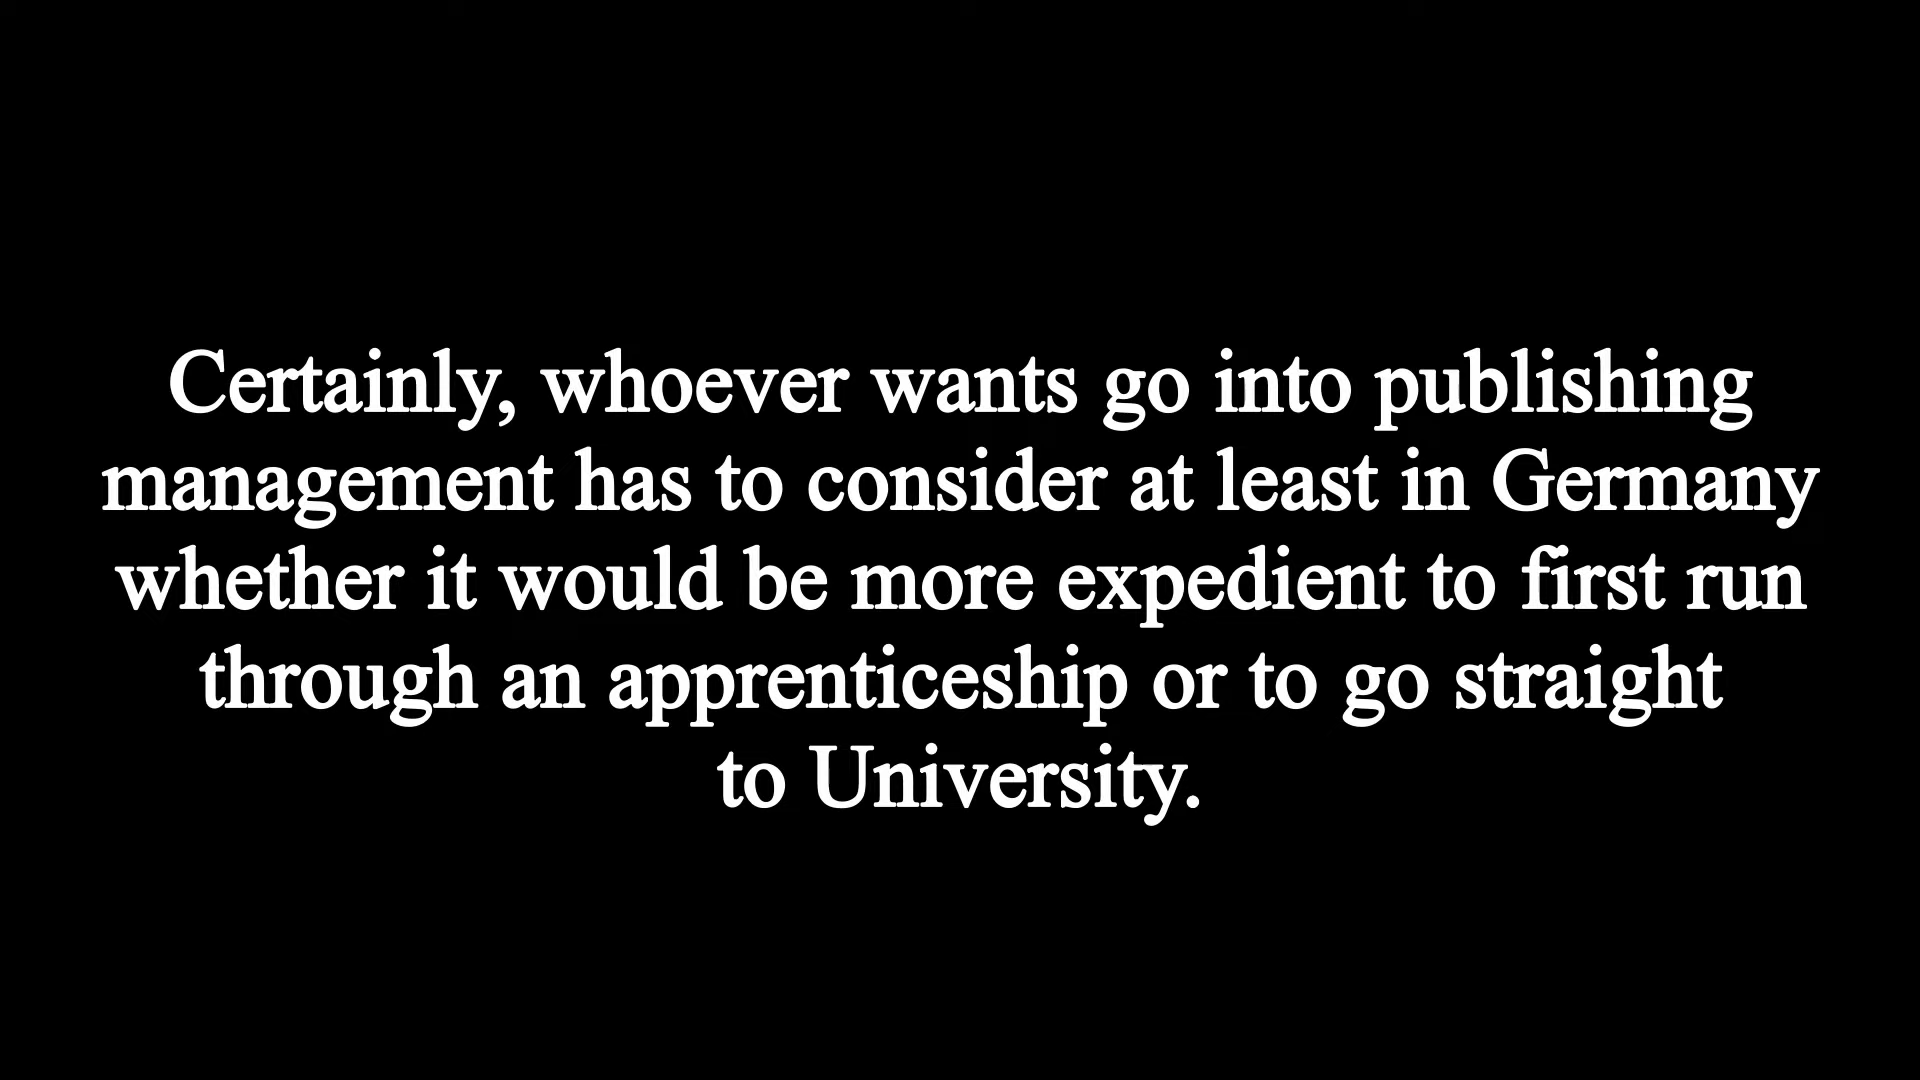 Certainly, whoever wants go into publishing
management has to consider at least in Germany
whether it would be more expedient to first run
through an apprenticeship or to go straight
to University.